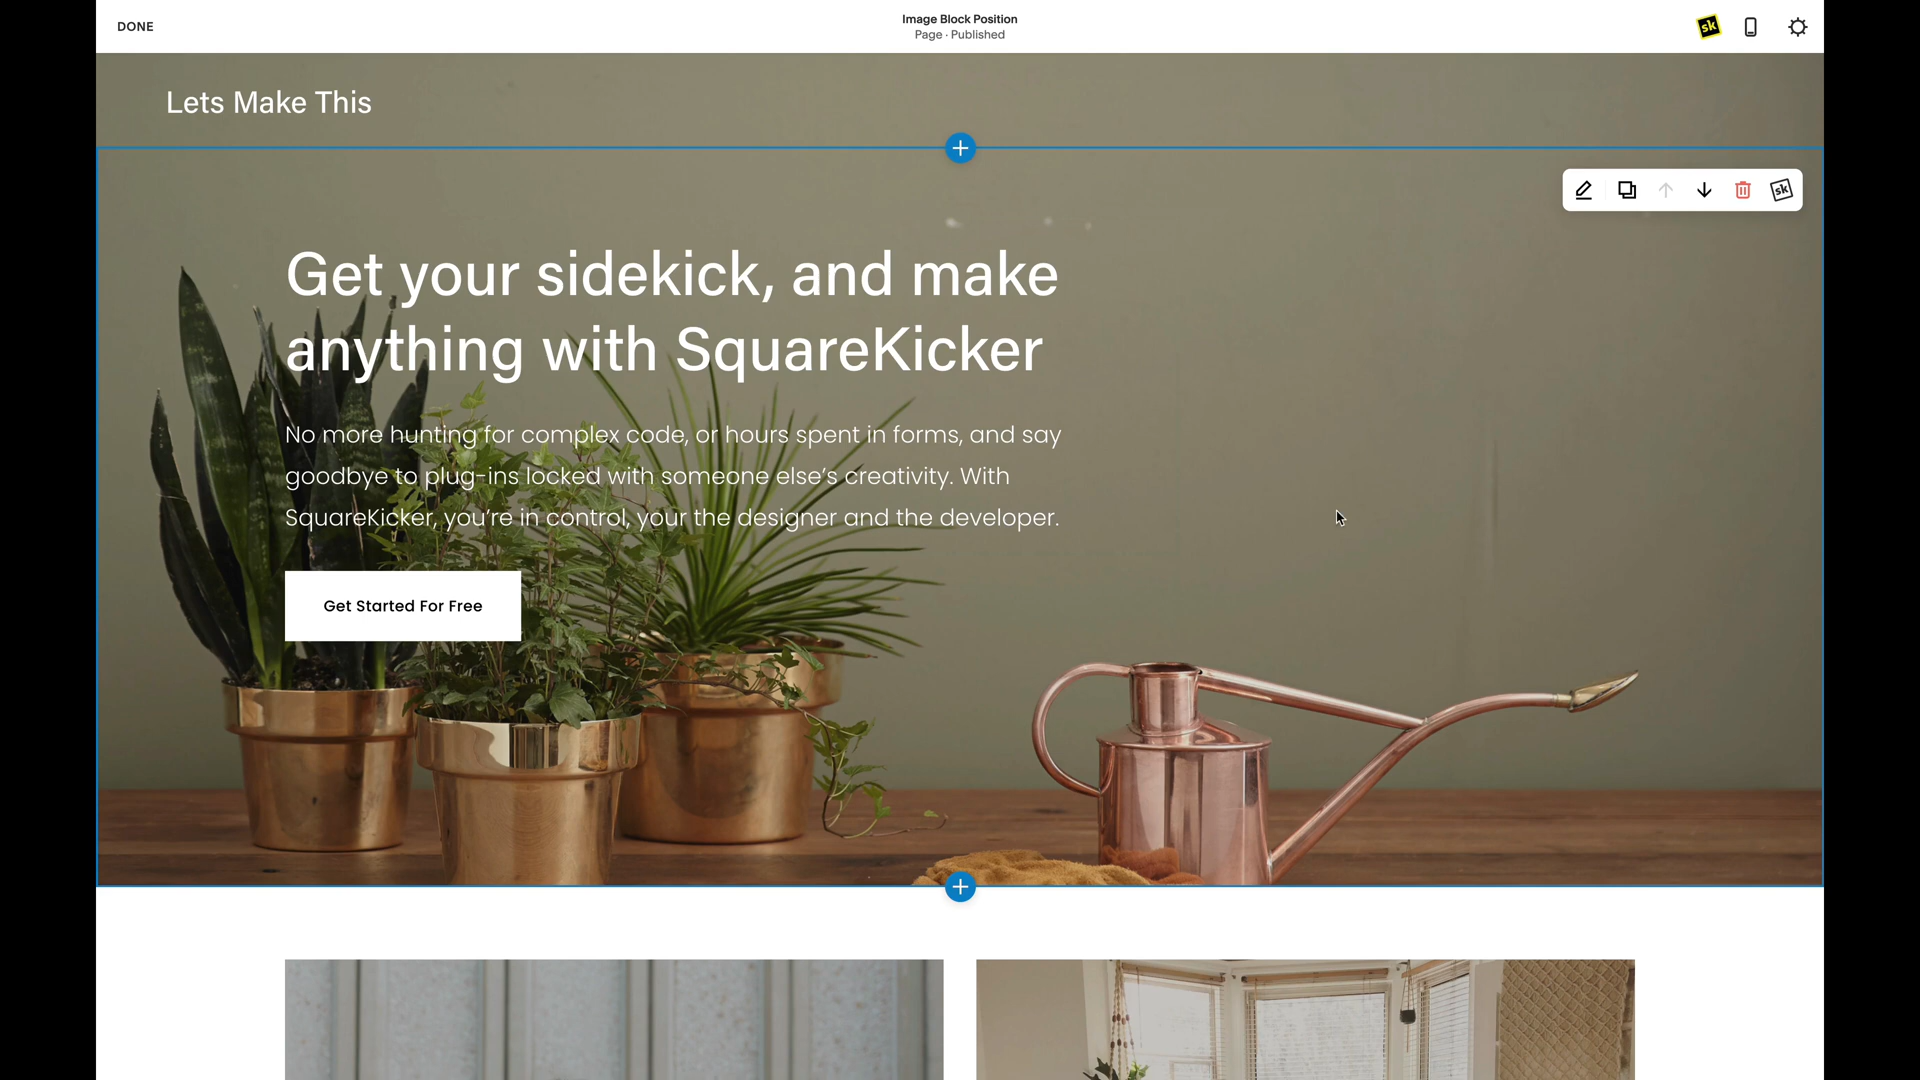 DONE
Image Block Position
Page · Published
sk
Lets Make This
sk
Get your sidekick, and make
anything with SquareKicker
No more hunting for complex code, or hours spent in forms, and say
goodbye to plug-ins locked with someone else’s creativity. With
SquareKicker, you’re in control, your the designer and the developer.
Get Started For Free